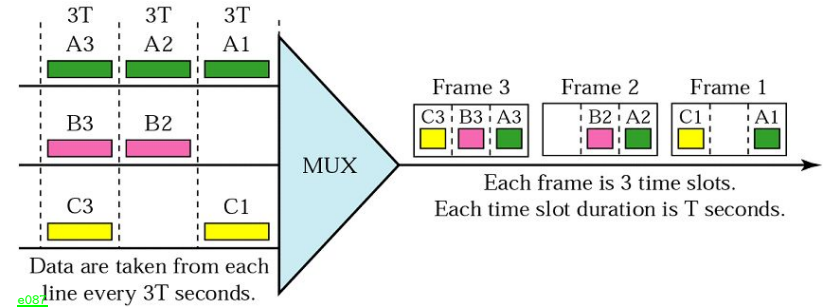 3T 3T 3T
A3 A2 A1
B3 B2
C3 C1
MUX
Frame 3 Frame 2 Frame 1
C3 B3 A3 B2 A2 C1 A1
Each frame is 3 time slots.
Each time slot duration is T seconds.
Data are taken from each
line every 3T seconds.
e087